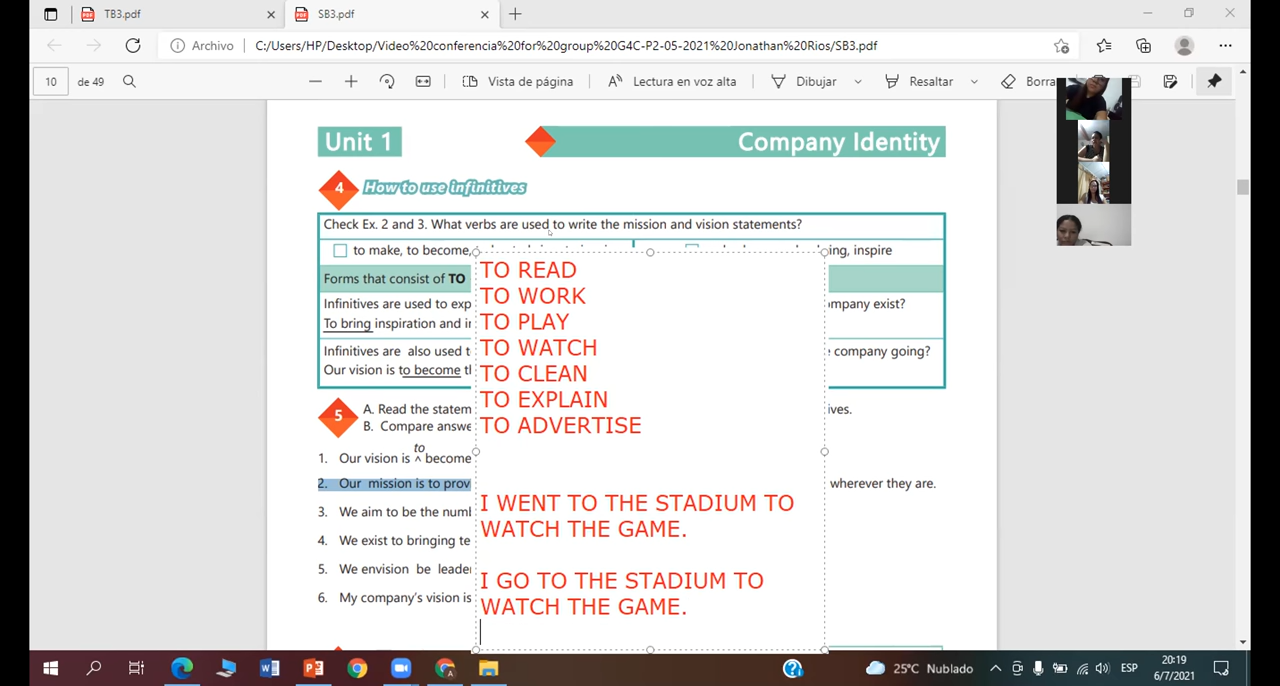 TB3.pdf
SB3.pdf
Archivo C:/Users/HP/Desktop/Video%20conferencia%20for%20group%20G4C-P2-05-2021%20Jonathan%20Rios/SB3.pdf
10 de 49 Vista de página Lectura en voz alta Dibujar Resaltar Borra
Unit 1 Company Identity
4 How to use infinitives
Check Ex. 2 and 3. What verbs are used to write the mission and vision statements?
to make, to become, ing, inspire
Forms that consist of TO
Infinitives are used to exp ompany exist?
To bring inspiration and i
Infinitives are also used t e company going?
Our vision is to become t
5 A. Read the statem ives.
B. Compare answe
to
1. Our vision is ^ become
2. Our mission is to prov wherever they are.
3. We aim to be the num
4. We exist to bringing te
5. We envision be leade
6. My company's vision is
TO READ
TO WORK
TO PLAY
TO WATCH
TO CLEAN
TO EXPLAIN
TO ADVERTISE
I WENT TO THE STADIUM TO
WATCH THE GAME.
I GO TO THE STADIUM TO
WATCH THE GAME.
25°C Nublado ESP 20:19
6/7/2021